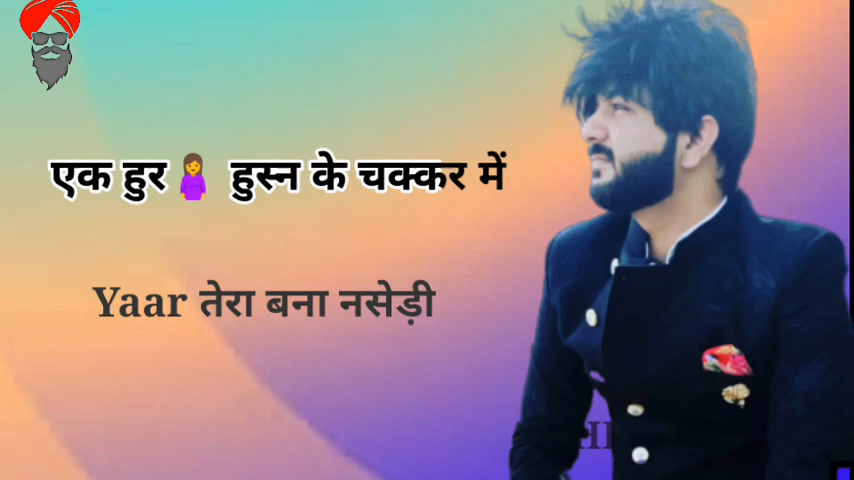 एक हुर🤰 हुस्न के चक्कर में
Yaar तेरा बना नसेड़ी